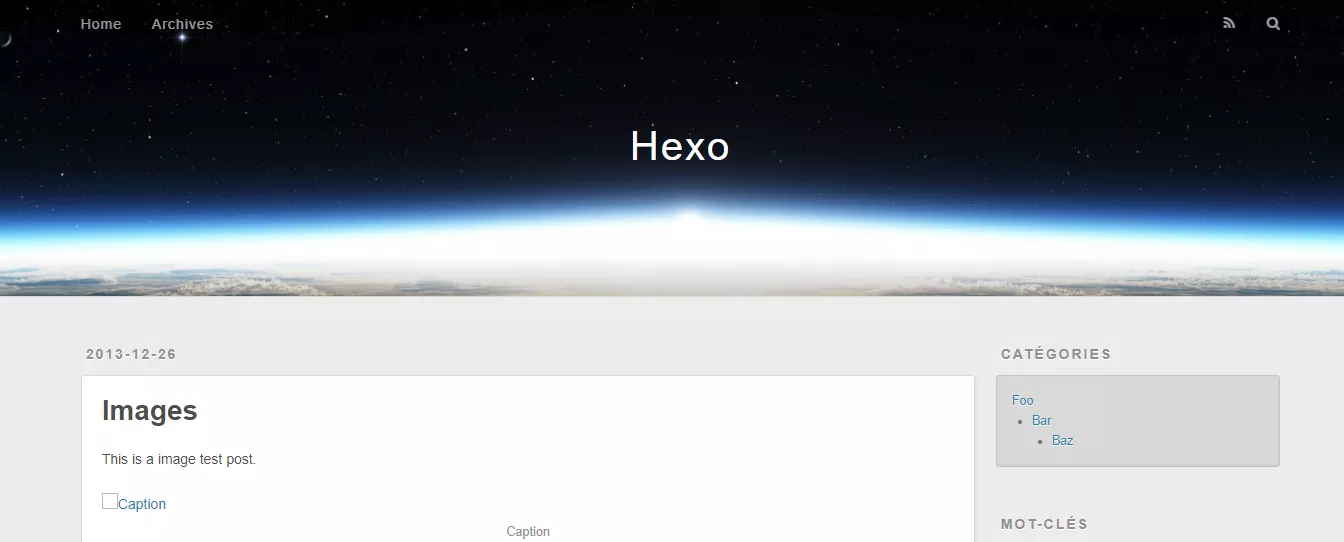 Home Archives
Hexo
2013-12-26
Images
This is a image test post.
Caption
Caption
CATÉGORIES
Foo
Bar
Baz
MOT-CLÉS